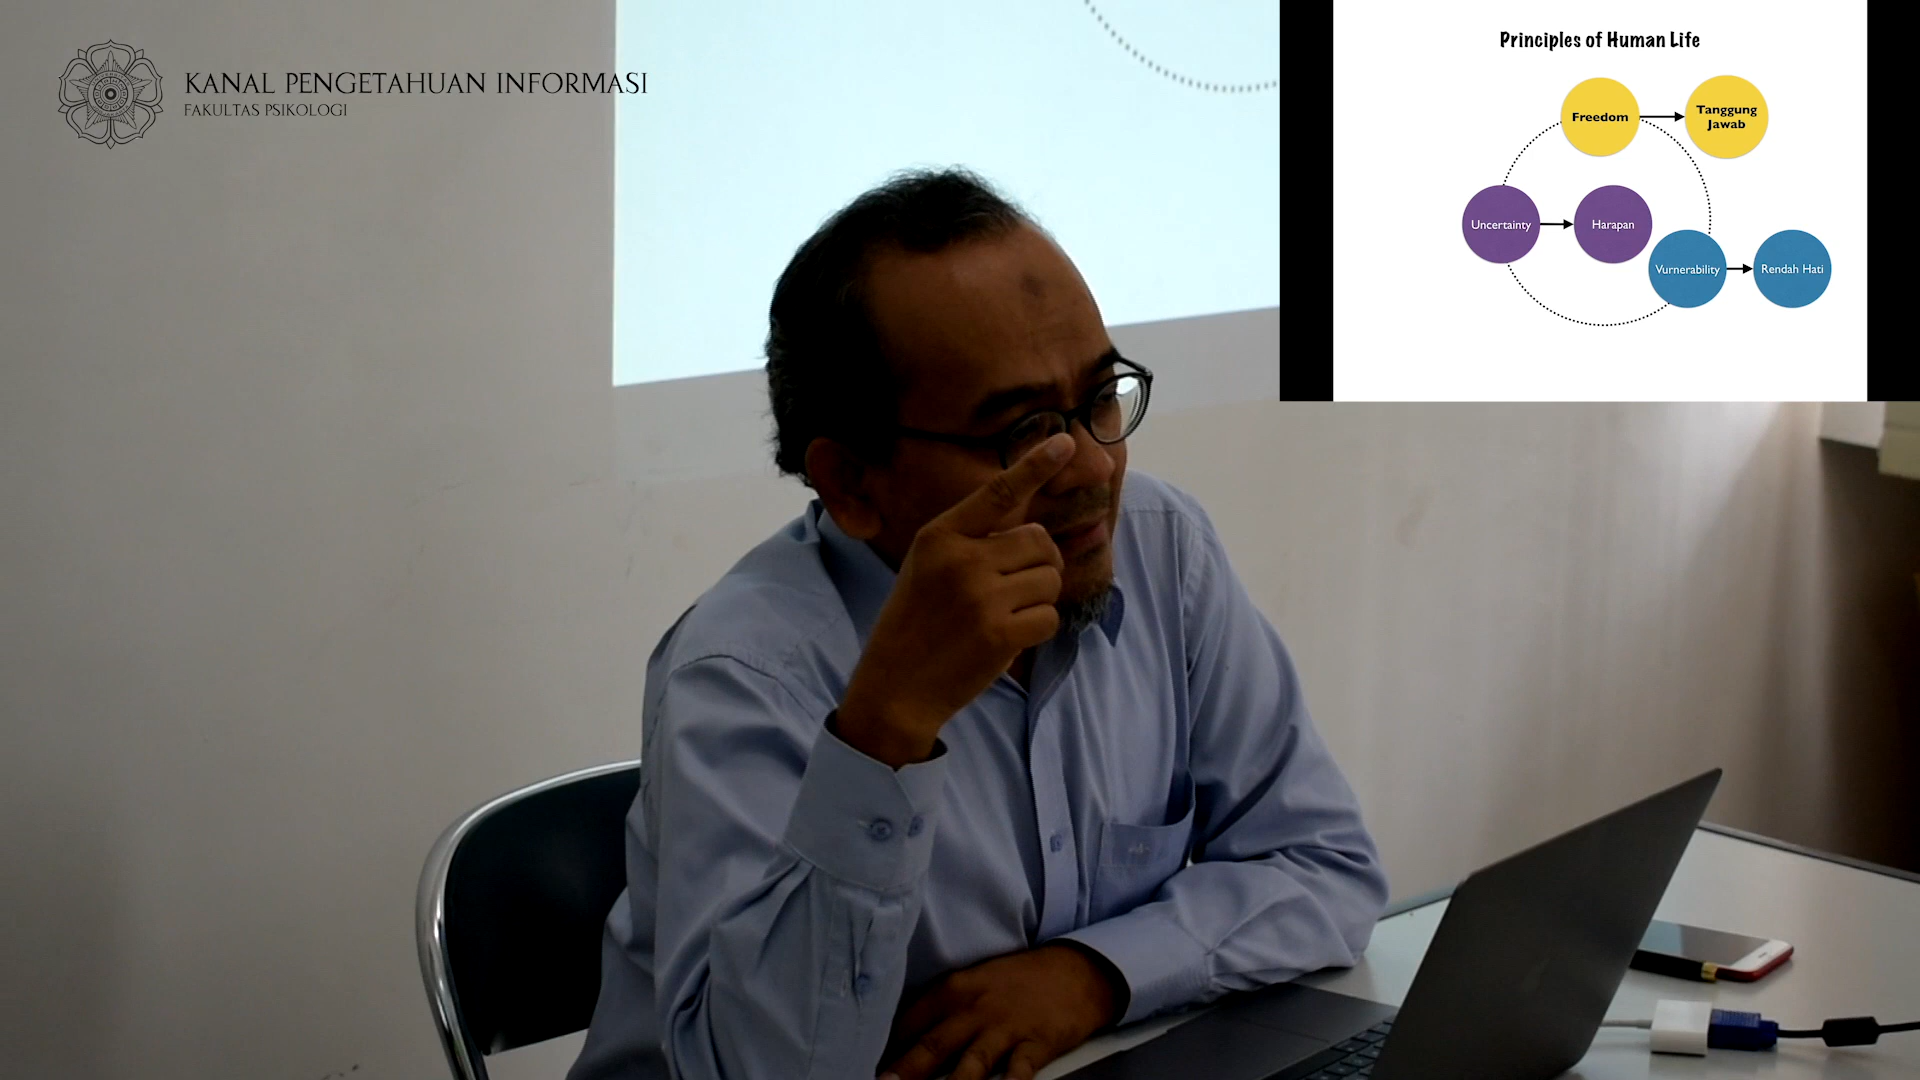 KANAL PENGETAHUAN INFORMASI
FAKULTAS PSIKOLOGI
Principles of Human Life
Freedom
Tanggung
Jawab
Uncertainty
Harapan
Vurnerability
Rendah Hati